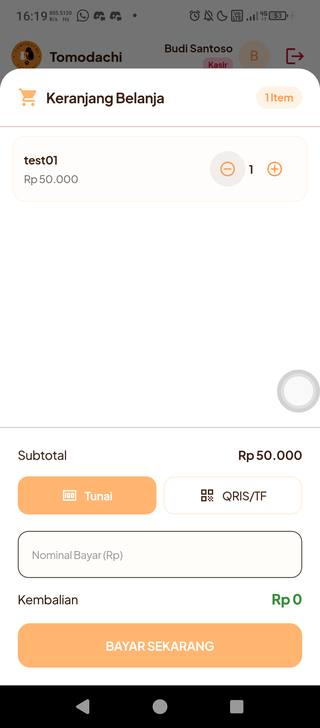 16:19
Tomodachi
Budi Santoso
Kasir
B
Keranjang Belanja
1 Item
test01
Rp 50.000
1
Subtotal
Rp 50.000
Tunai
QRIS/TF
Nominal Bayar (Rp)
Kembalian
Rp 0
BAYAR SEKARANG